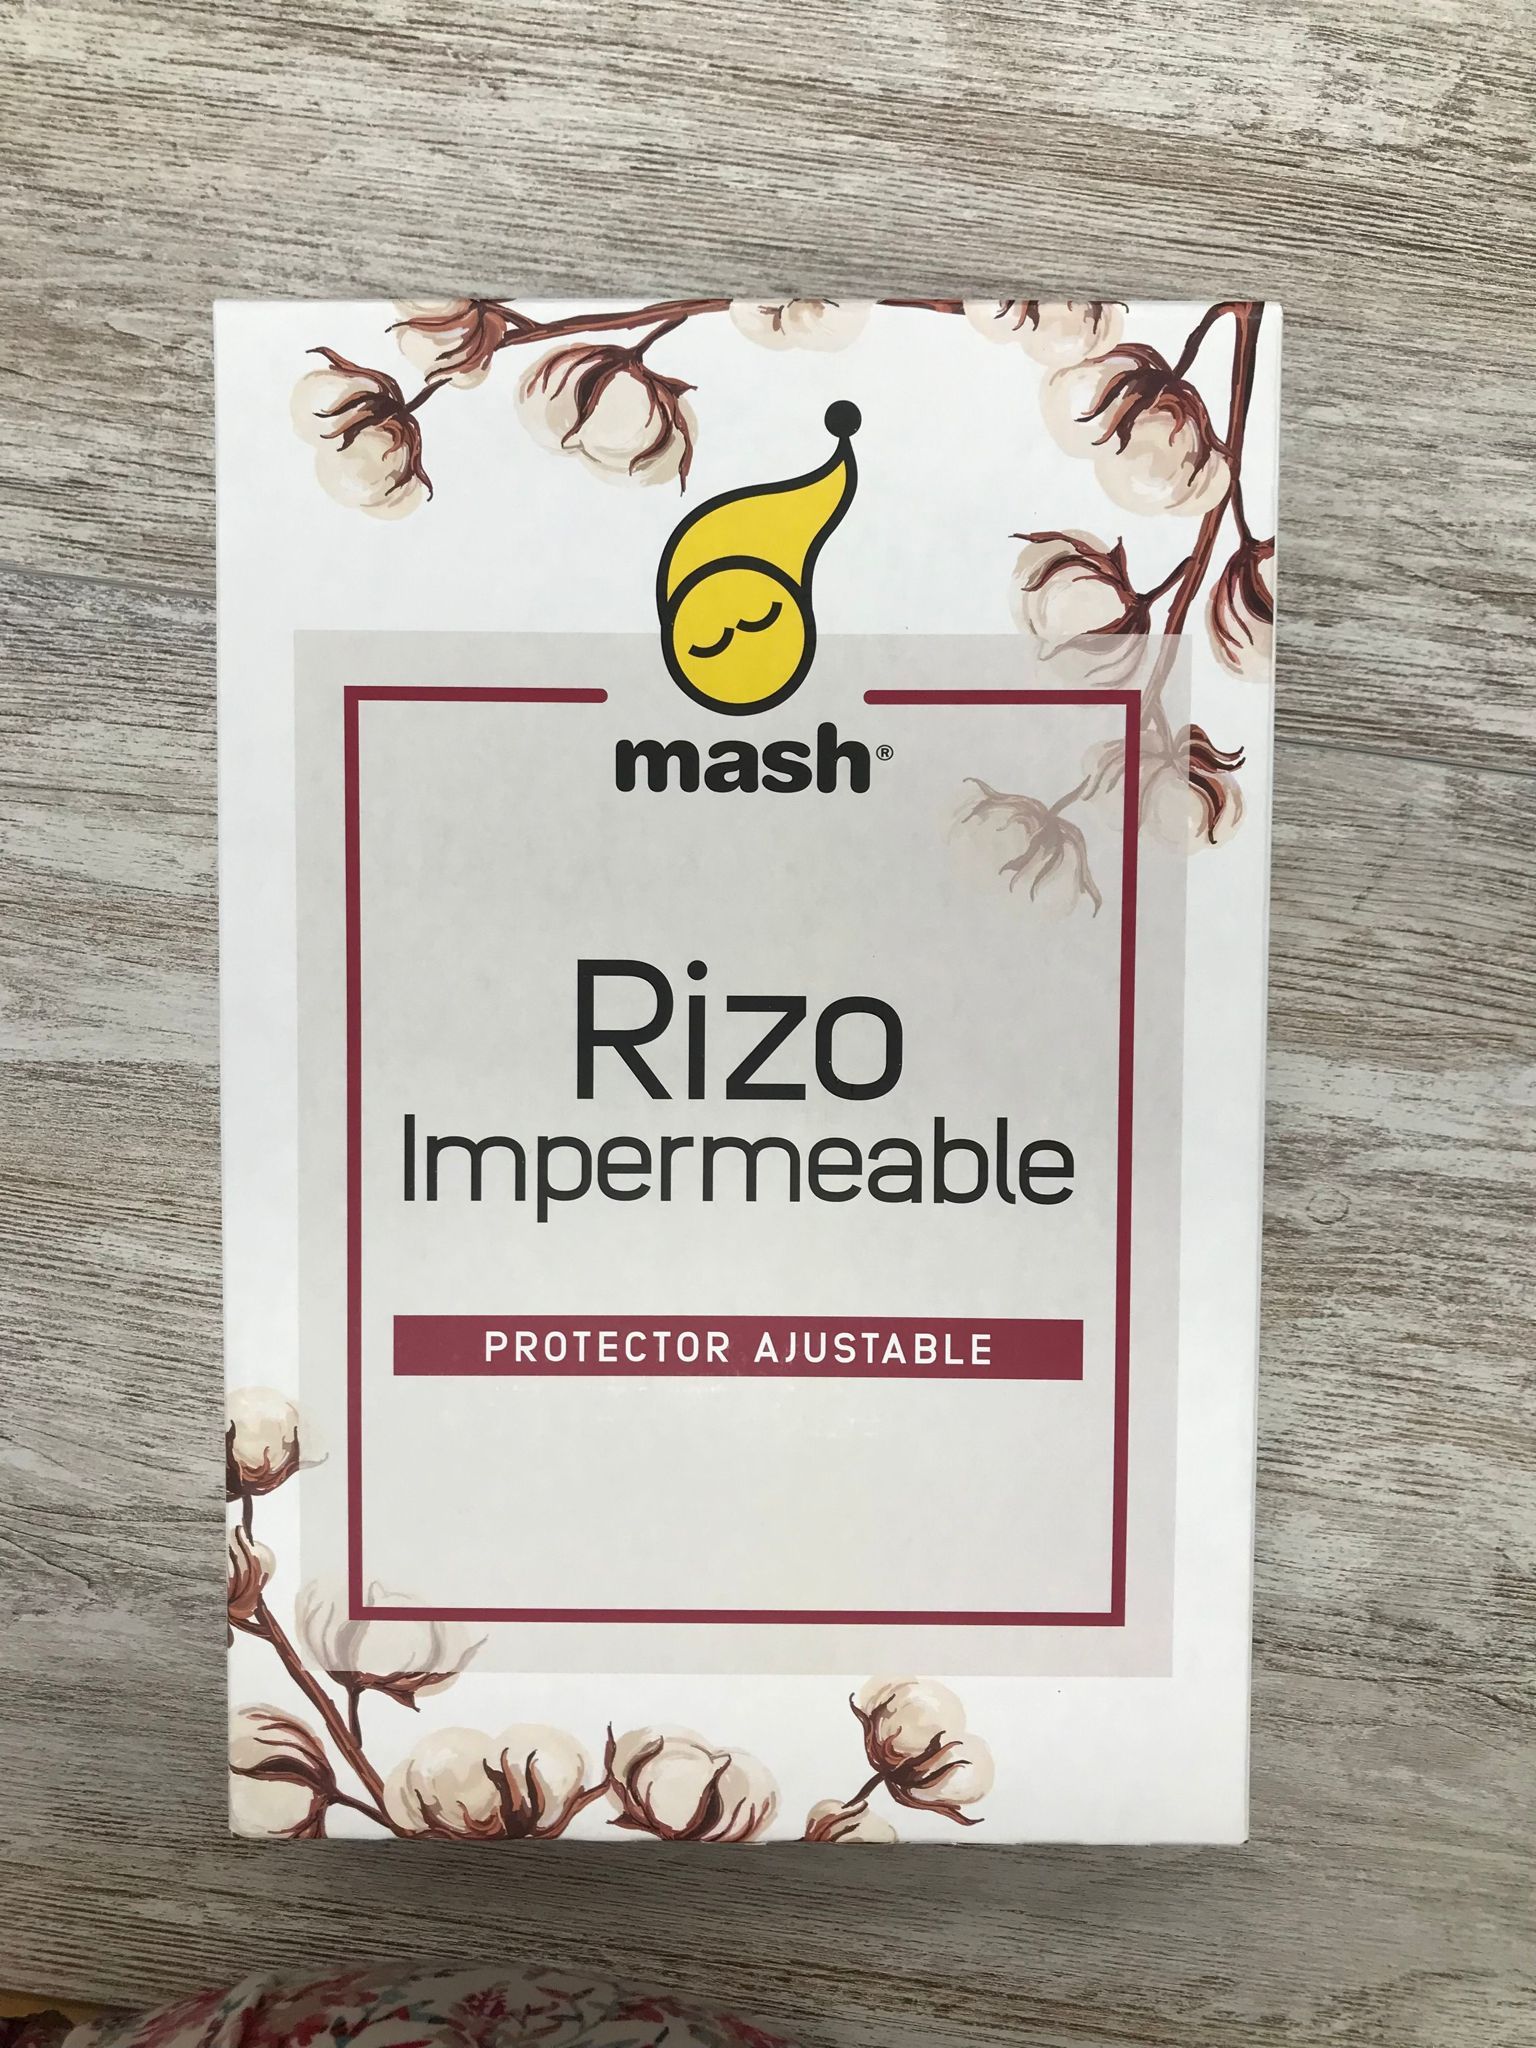 mash®
Rizo
Impermeable
PROTECTOR AJUSTABLE